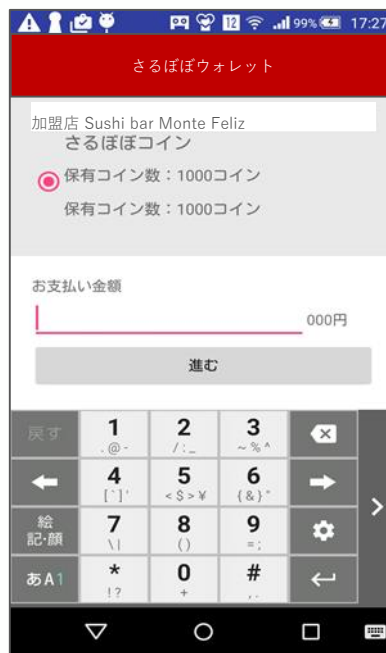 12 99% 17:27
さるぼぼウォレット
加盟店 Sushi bar Monte Feliz
さるぼぼコイン
保有コイン数：1000コイン
保有コイン数：1000コイン
お支払い金額
000円
進む
戻す 1 2 3
. @ - / : _ ~ % ^
4 5 6
[ ` ] ' < $ > ¥ { & } "
絵記・顔 7 8 9
\ | ( ) = ;
あA1 * 0 #
! ? + , .